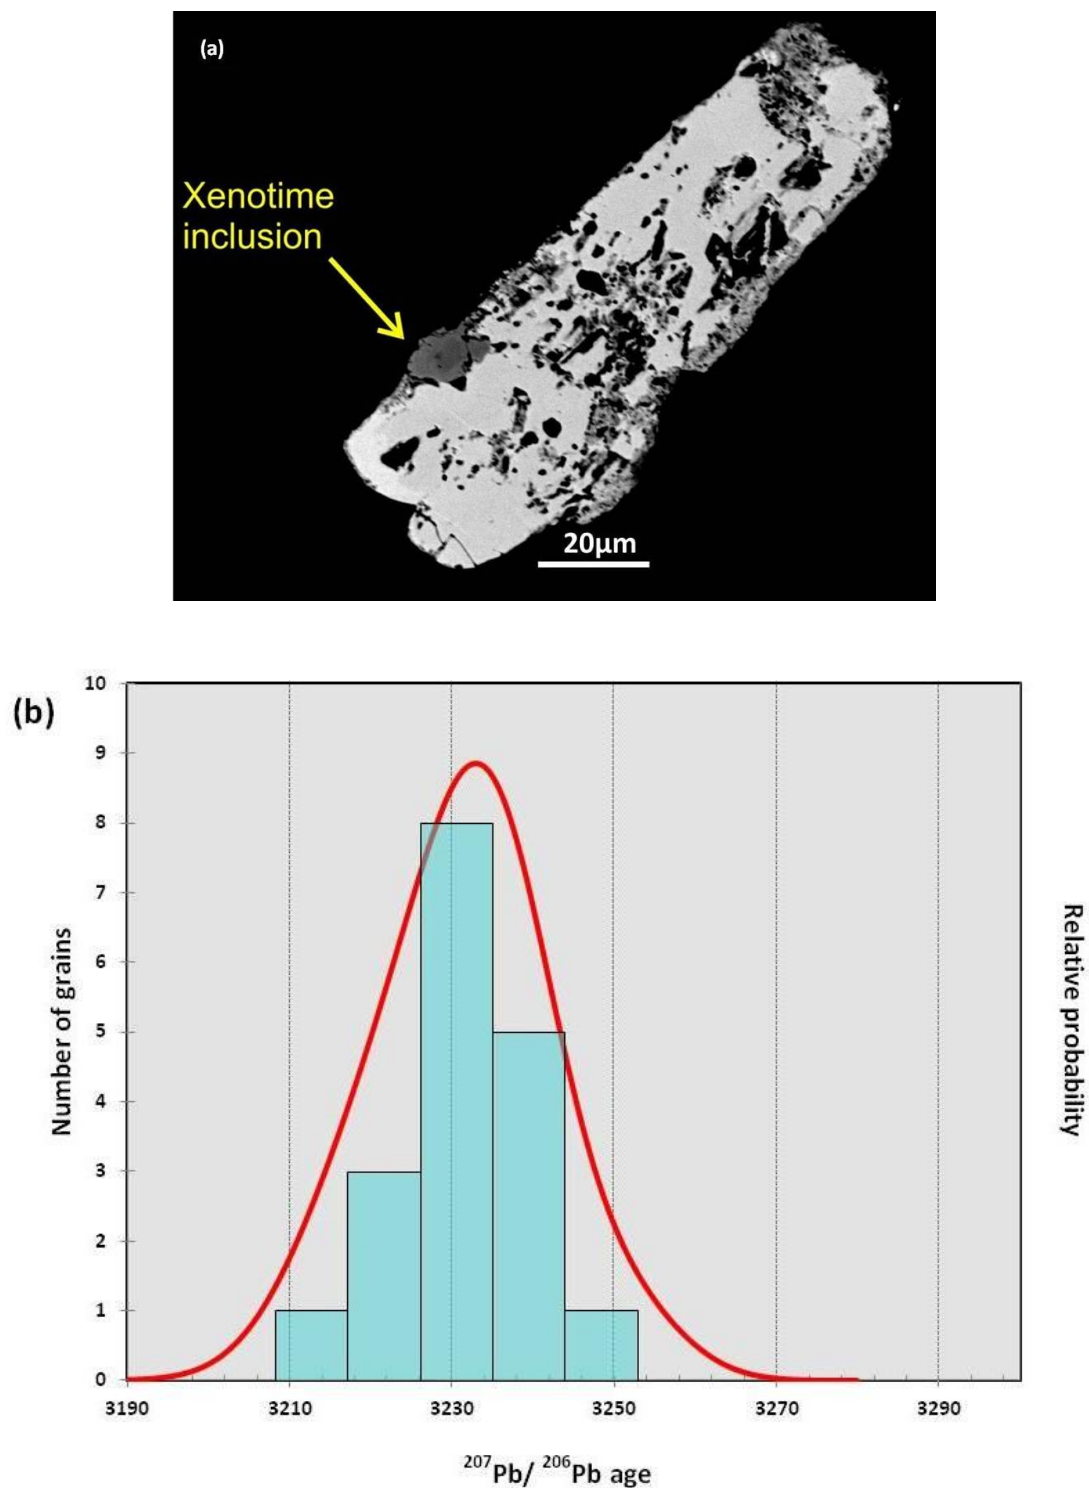 (a)
Xenotime
inclusion
20µm
(b)
10
9
8
7
6
5
4
3
2
1
0
Number of grains
Relative probability
3190 3210 3230 3250 3270 3290
²⁰⁷Pb/ ²⁰⁶Pb age